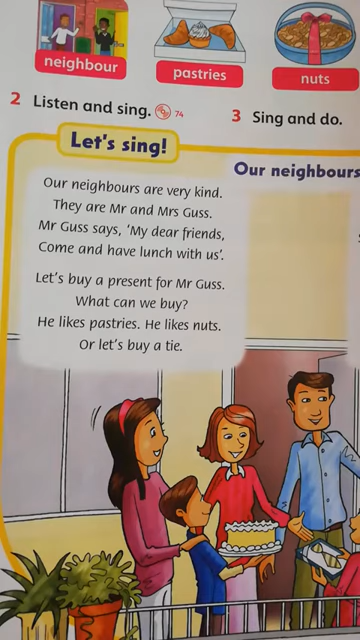 neighbour
pastries
nuts
2 Listen and sing. 74
3 Sing and do.
Let's sing!
Our neighbours
Our neighbours are very kind.
They are Mr and Mrs Guss.
Mr Guss says, 'My dear friends,
Come and have lunch with us'.
Let's buy a present for Mr Guss.
What can we buy?
He likes pastries. He likes nuts.
Or let's buy a tie.